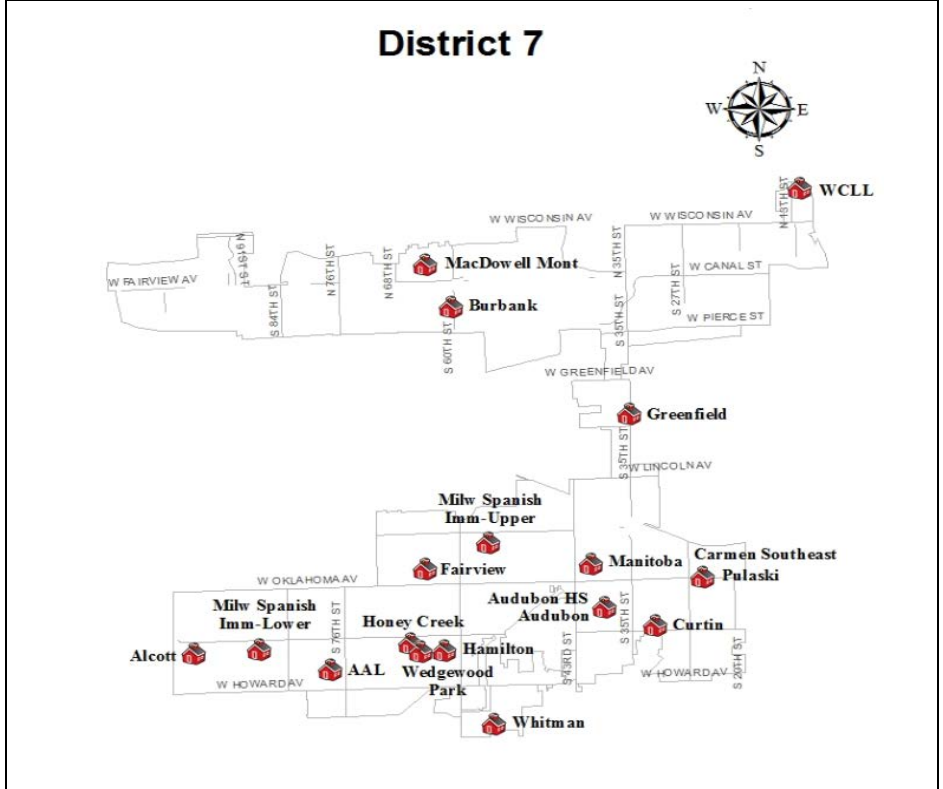 District 7
N
W E
S
WCLL
N 13TH ST
W WISCONSIN AV
W WISCONSIN AV
N 91ST ST
N 76TH ST
N 68TH ST
MacDowell Mont
N 35TH ST
W CANAL ST
W FAIRVIEW AV
S 84TH ST
Burbank
S 60TH ST
S 35TH ST
S 27TH ST
W PIERCE ST
W GREENFIELD AV
Greenfield
S 35TH ST
W LINCOLN AV
Milw Spanish
Imm-Upper
Fairview
Manitoba
Carmen Southeast
Pulaski
W OKLAHOMA AV
Milw Spanish
Imm-Lower
S 76TH ST
Honey Creek
Audubon HS
Audubon
S 35TH ST
Curtin
Alcott
AAL
Hamilton
Wedgewood
Park
S 43RD ST
W HOWARD AV
W HOWARD AV
S 20TH ST
Whitman